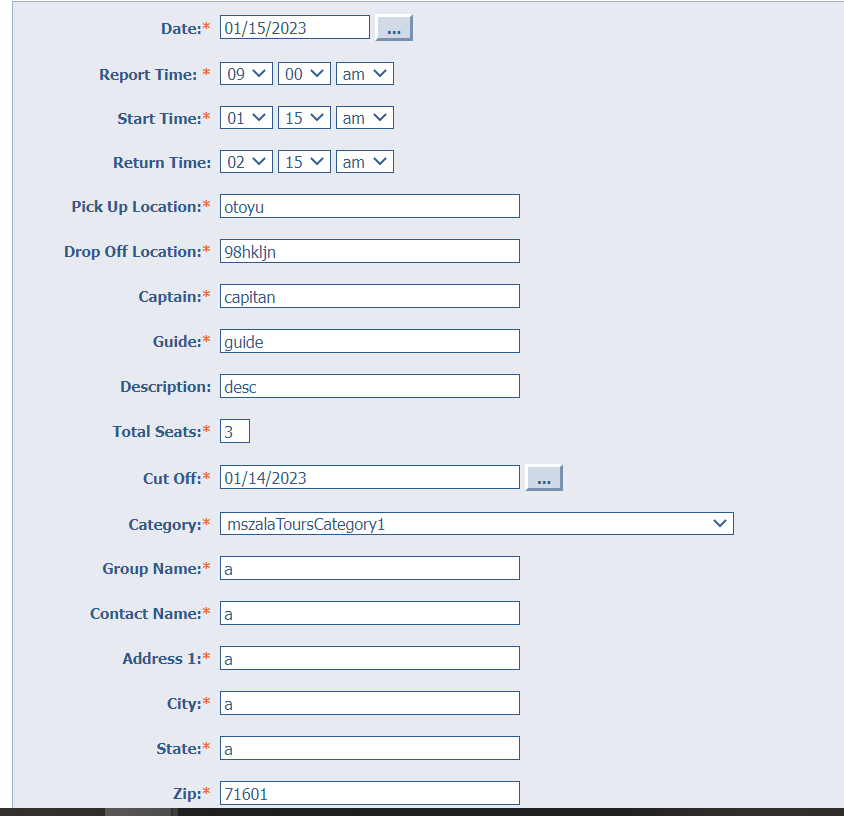 Date:* 01/15/2023 ...
Report Time: * 09 00 am
Start Time:* 01 15 am
Return Time: 02 15 am
Pick Up Location:* otoyu
Drop Off Location:* 98hkljn
Captain:* capitan
Guide:* guide
Description: desc
Total Seats:* 3
Cut Off:* 01/14/2023 ...
Category:* mszalaToursCategory1
Group Name:* a
Contact Name:* a
Address 1:* a
City:* a
State:* a
Zip:* 71601